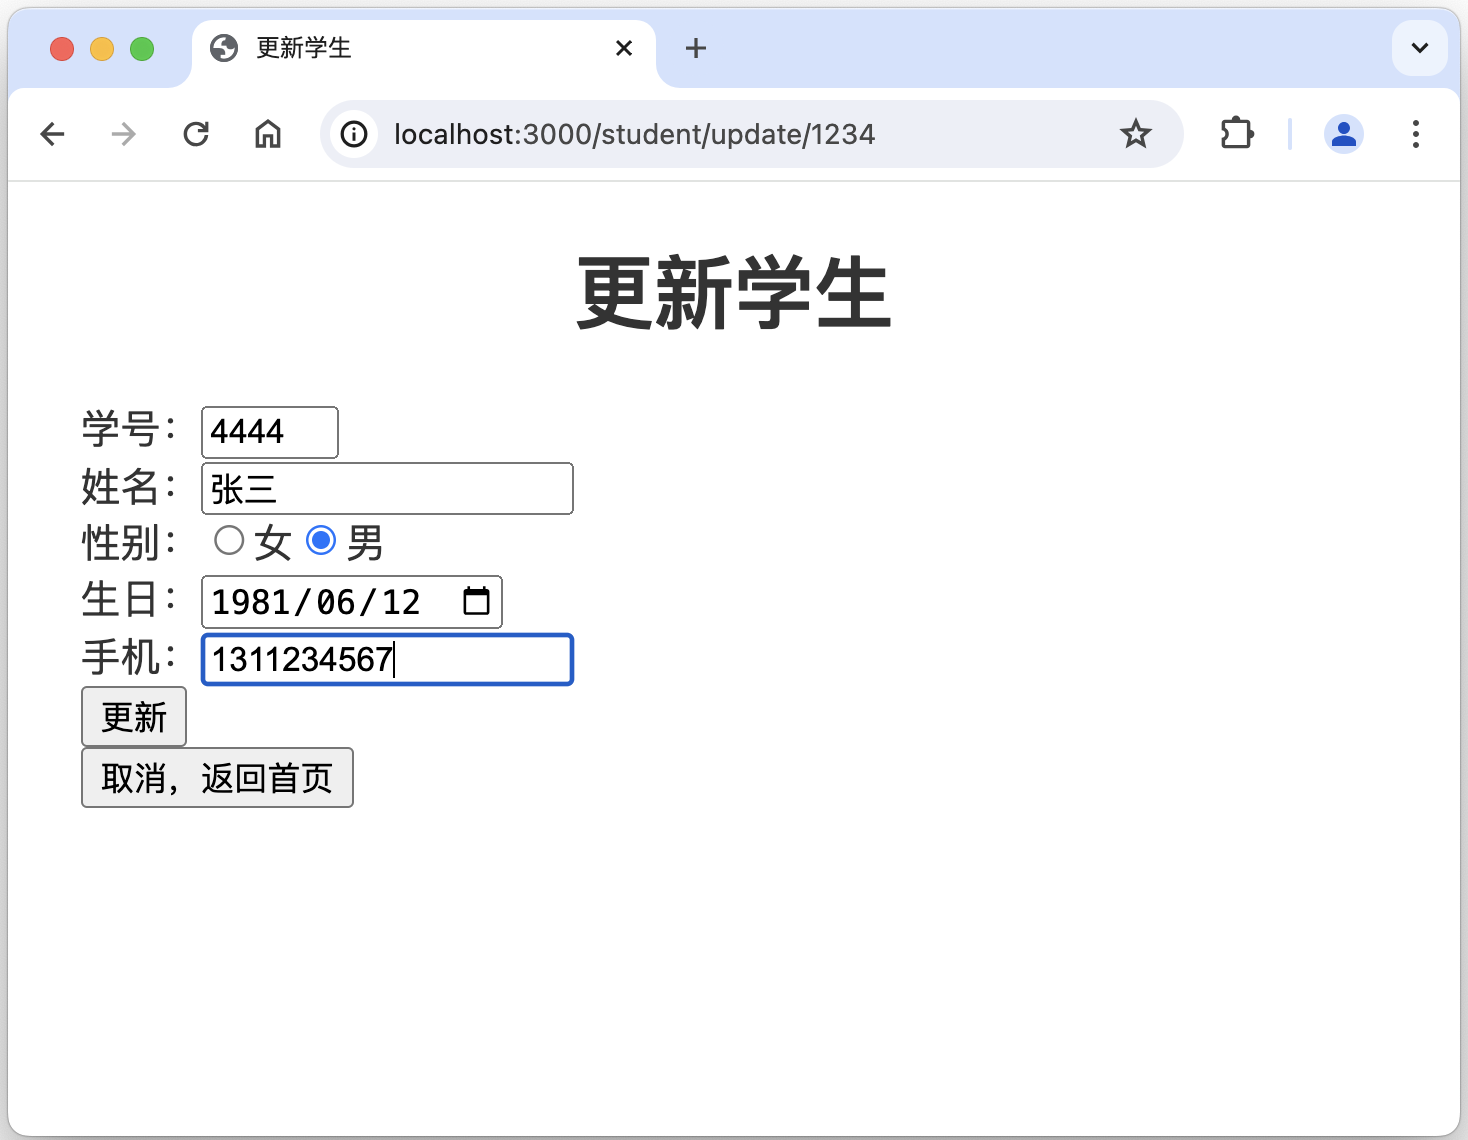 更新学生
localhost:3000/student/update/1234
更新学生
学号： 4444
姓名： 张三
性别： 女 男
生日： 1981/06/12
手机： 1311234567
更新
取消，返回首页